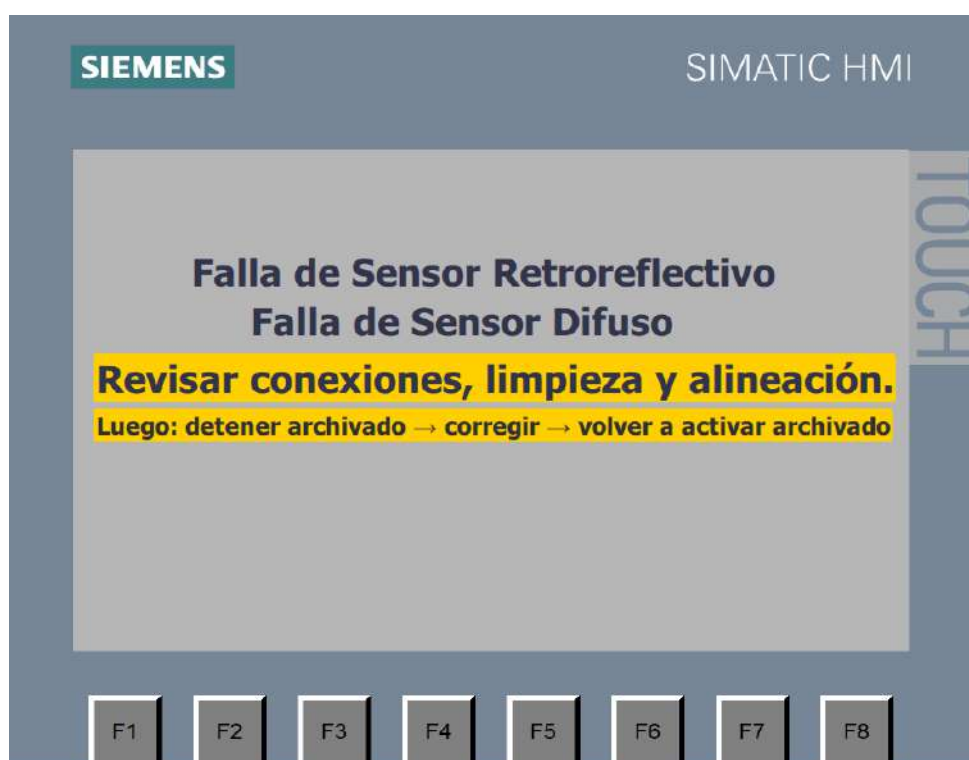 SIEMENS
SIMATIC HMI
TOUCH
Falla de Sensor Retroreflectivo
Falla de Sensor Difuso
Revisar conexiones, limpieza y alineación.
Luego: detener archivado → corregir → volver a activar archivado
F1 F2 F3 F4 F5 F6 F7 F8